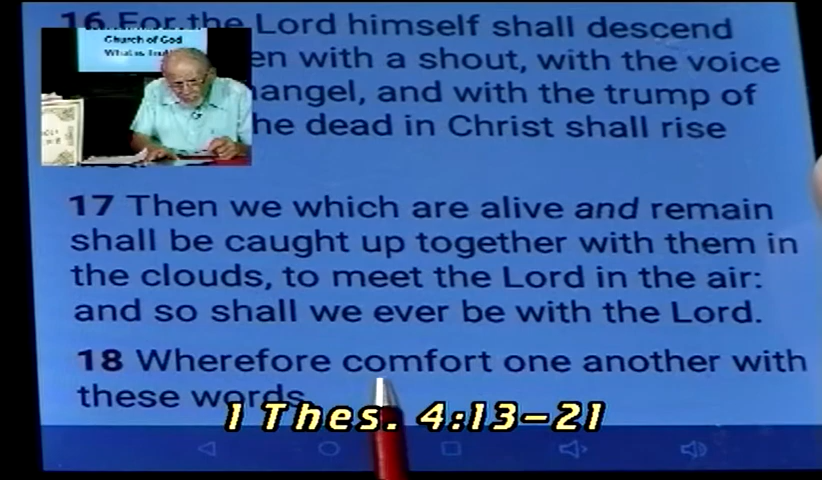 16 For the Lord himself shall descend
en with a shout, with the voice
hangel, and with the trump of
he dead in Christ shall rise
17 Then we which are alive and remain
shall be caught up together with them in
the clouds, to meet the Lord in the air:
and so shall we ever be with the Lord.
18 Wherefore comfort one another with
these words.
Church of God
What is
1 Thes. 4:13-21